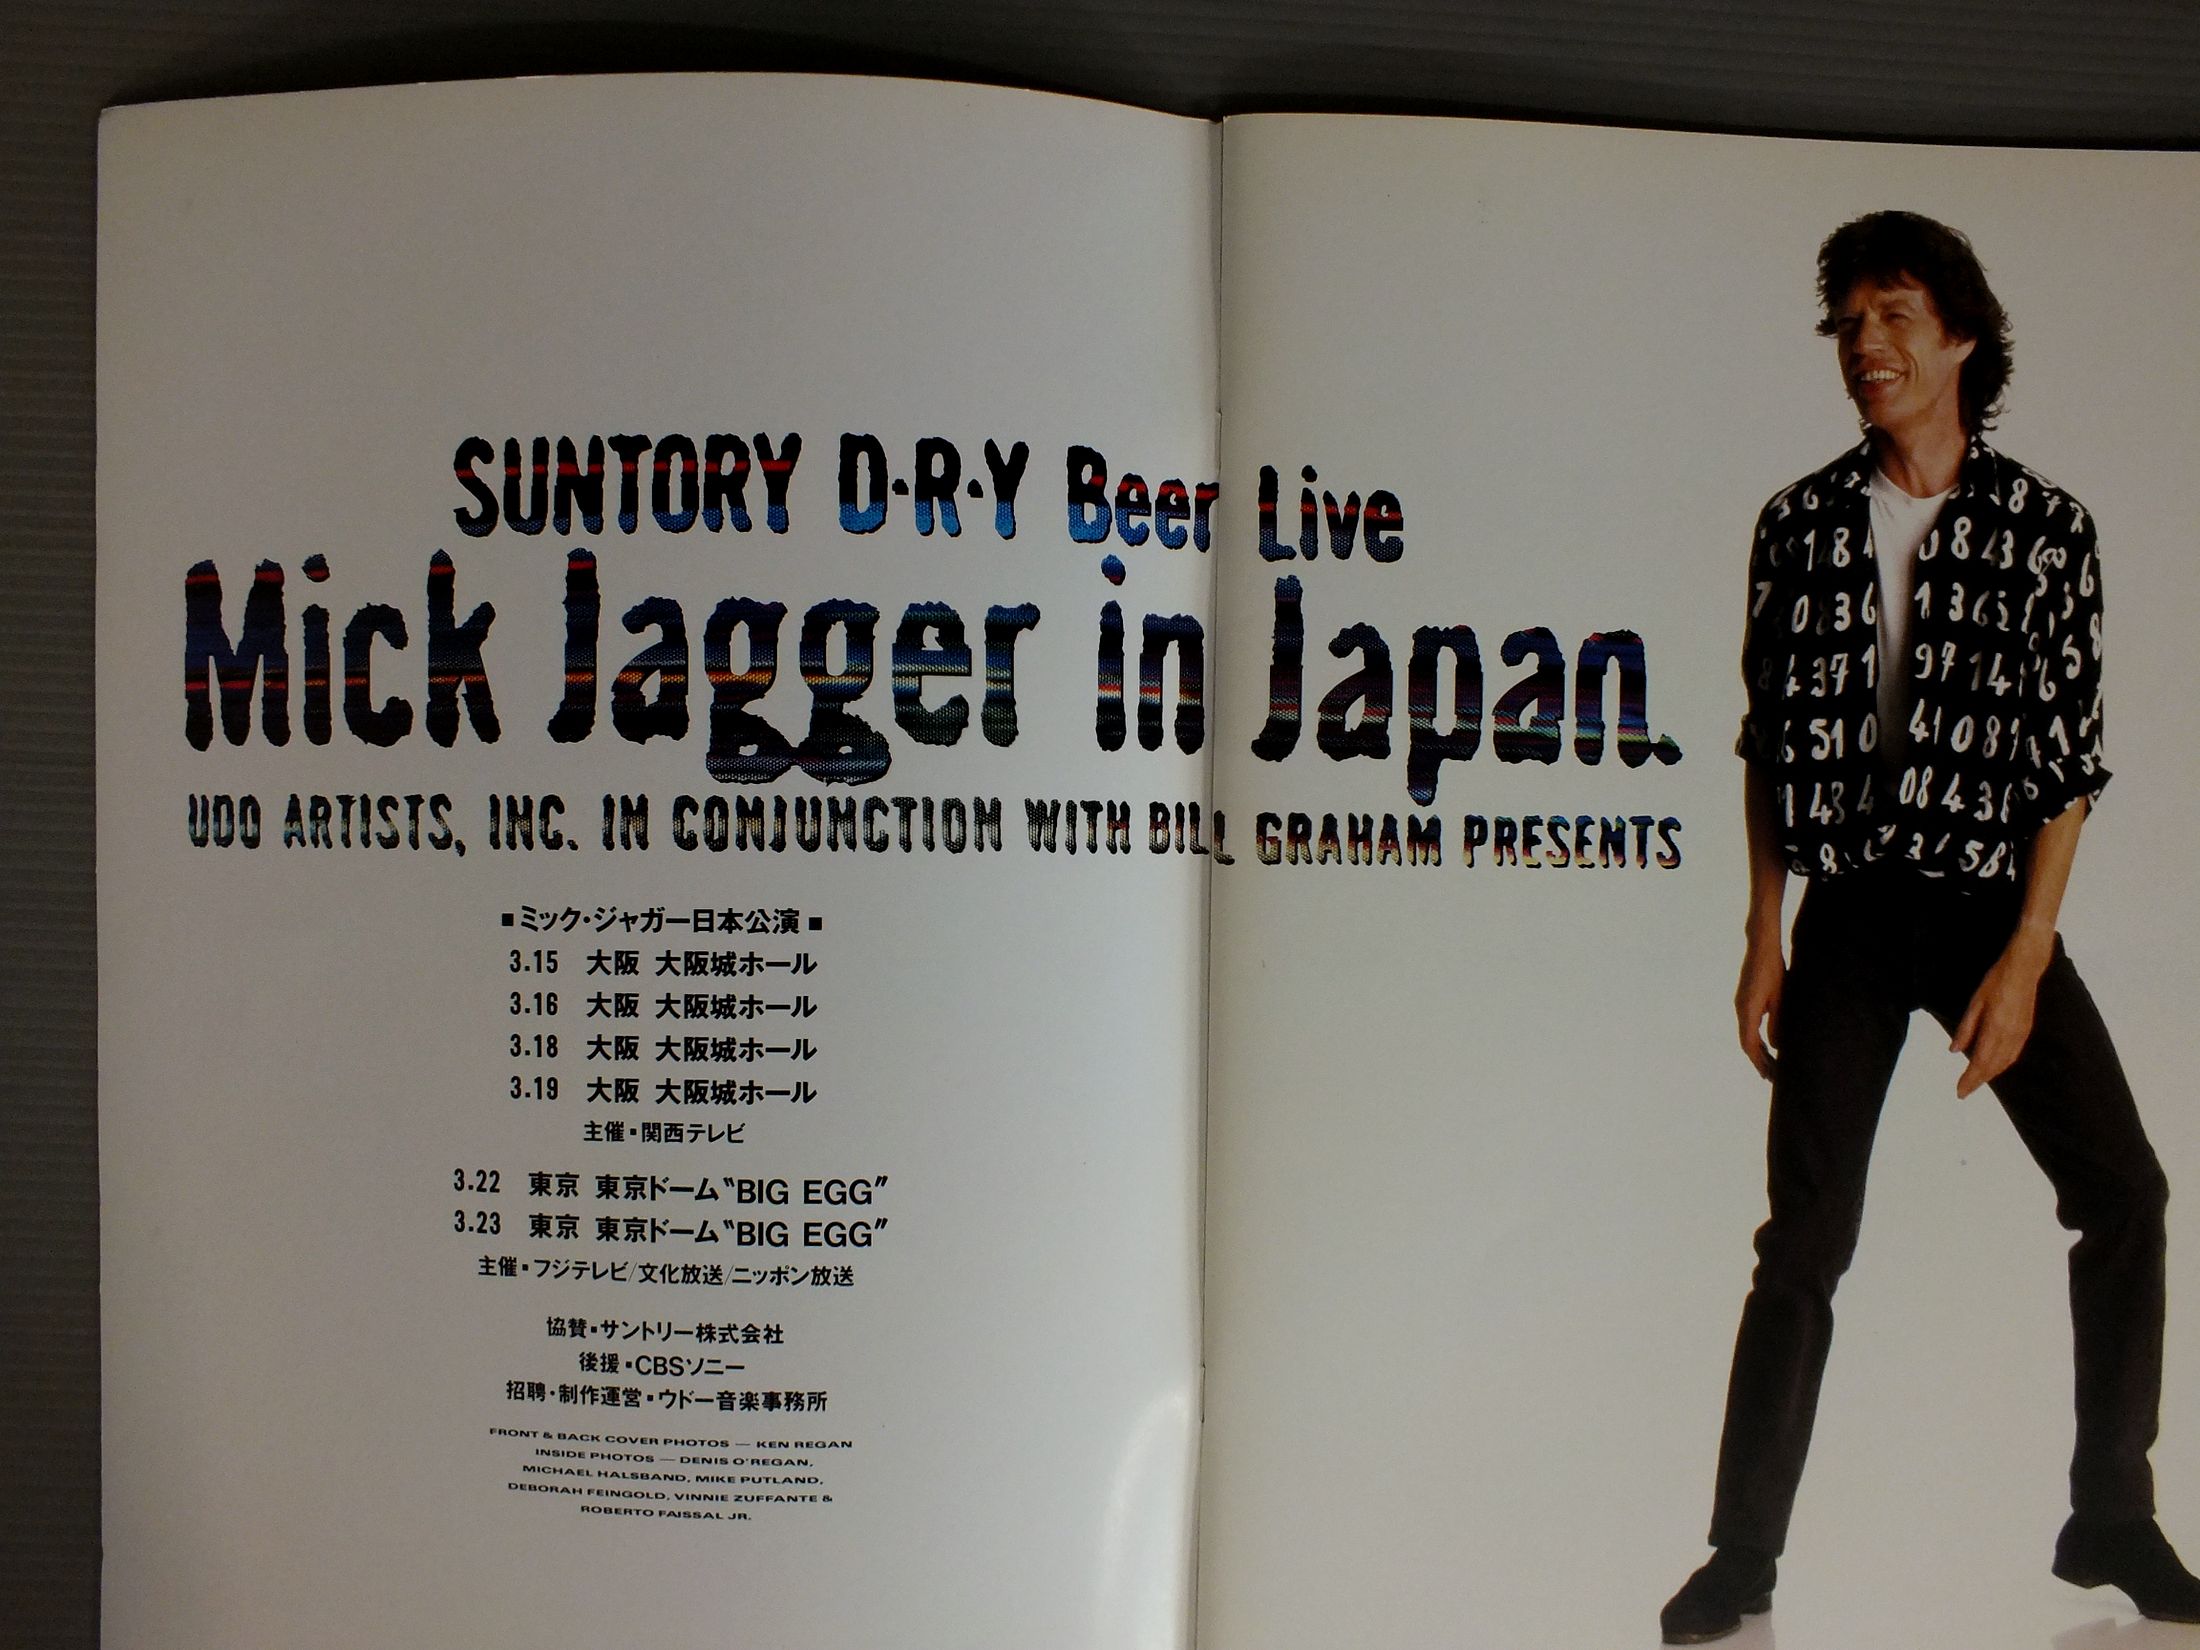 SUNTORY D·R·Y Beer Live
Mick Jagger in Japan.
UDO ARTISTS, INC. IN CONJUNCTION WITH BILL GRAHAM PRESENTS
■ミック・ジャガー日本公演■
3.15 大阪 大阪城ホール
3.16 大阪 大阪城ホール
3.18 大阪 大阪城ホール
3.19 大阪 大阪城ホール
主催▪関西テレビ
3.22 東京 東京ドーム〝BIG EGG〞
3.23 東京 東京ドーム〝BIG EGG〞
主催▪フジテレビ/文化放送/ニッポン放送
協賛▪サントリー株式会社
後援▪CBSソニー
招聘・制作運営▪ウドー音楽事務所
FRONT & BACK COVER PHOTOS — KEN REGAN
INSIDE PHOTOS — DENIS O'REGAN,
MICHAEL HALSBAND, MIKE PUTLAND,
DEBORAH FEINGOLD, VINNIE ZUFFANTE &
ROBERTO FAISSAL JR.